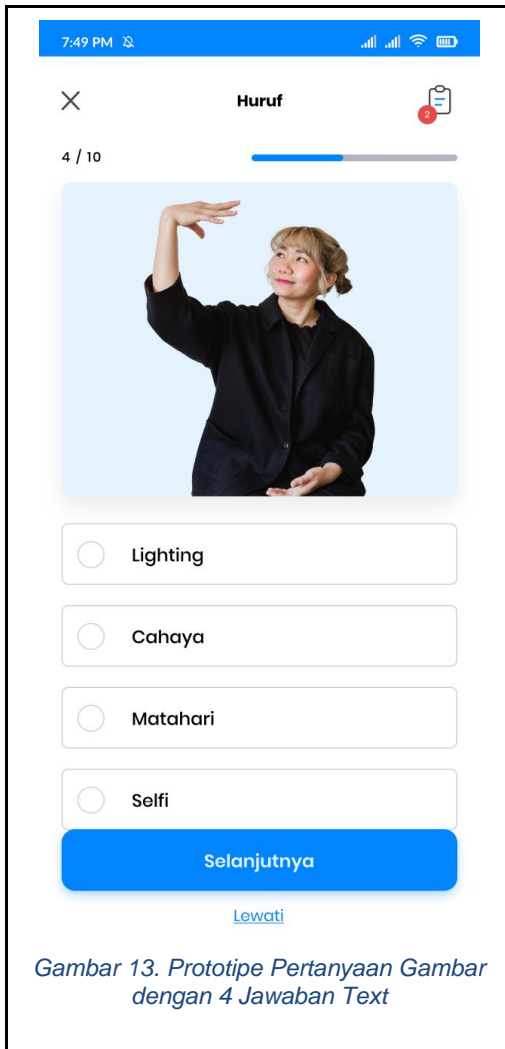 7:49 PM
Huruf
2
4 / 10
Lighting
Cahaya
Matahari
Selfi
Selanjutnya
Lewati
Gambar 13. Prototipe Pertanyaan Gambar
dengan 4 Jawaban Text